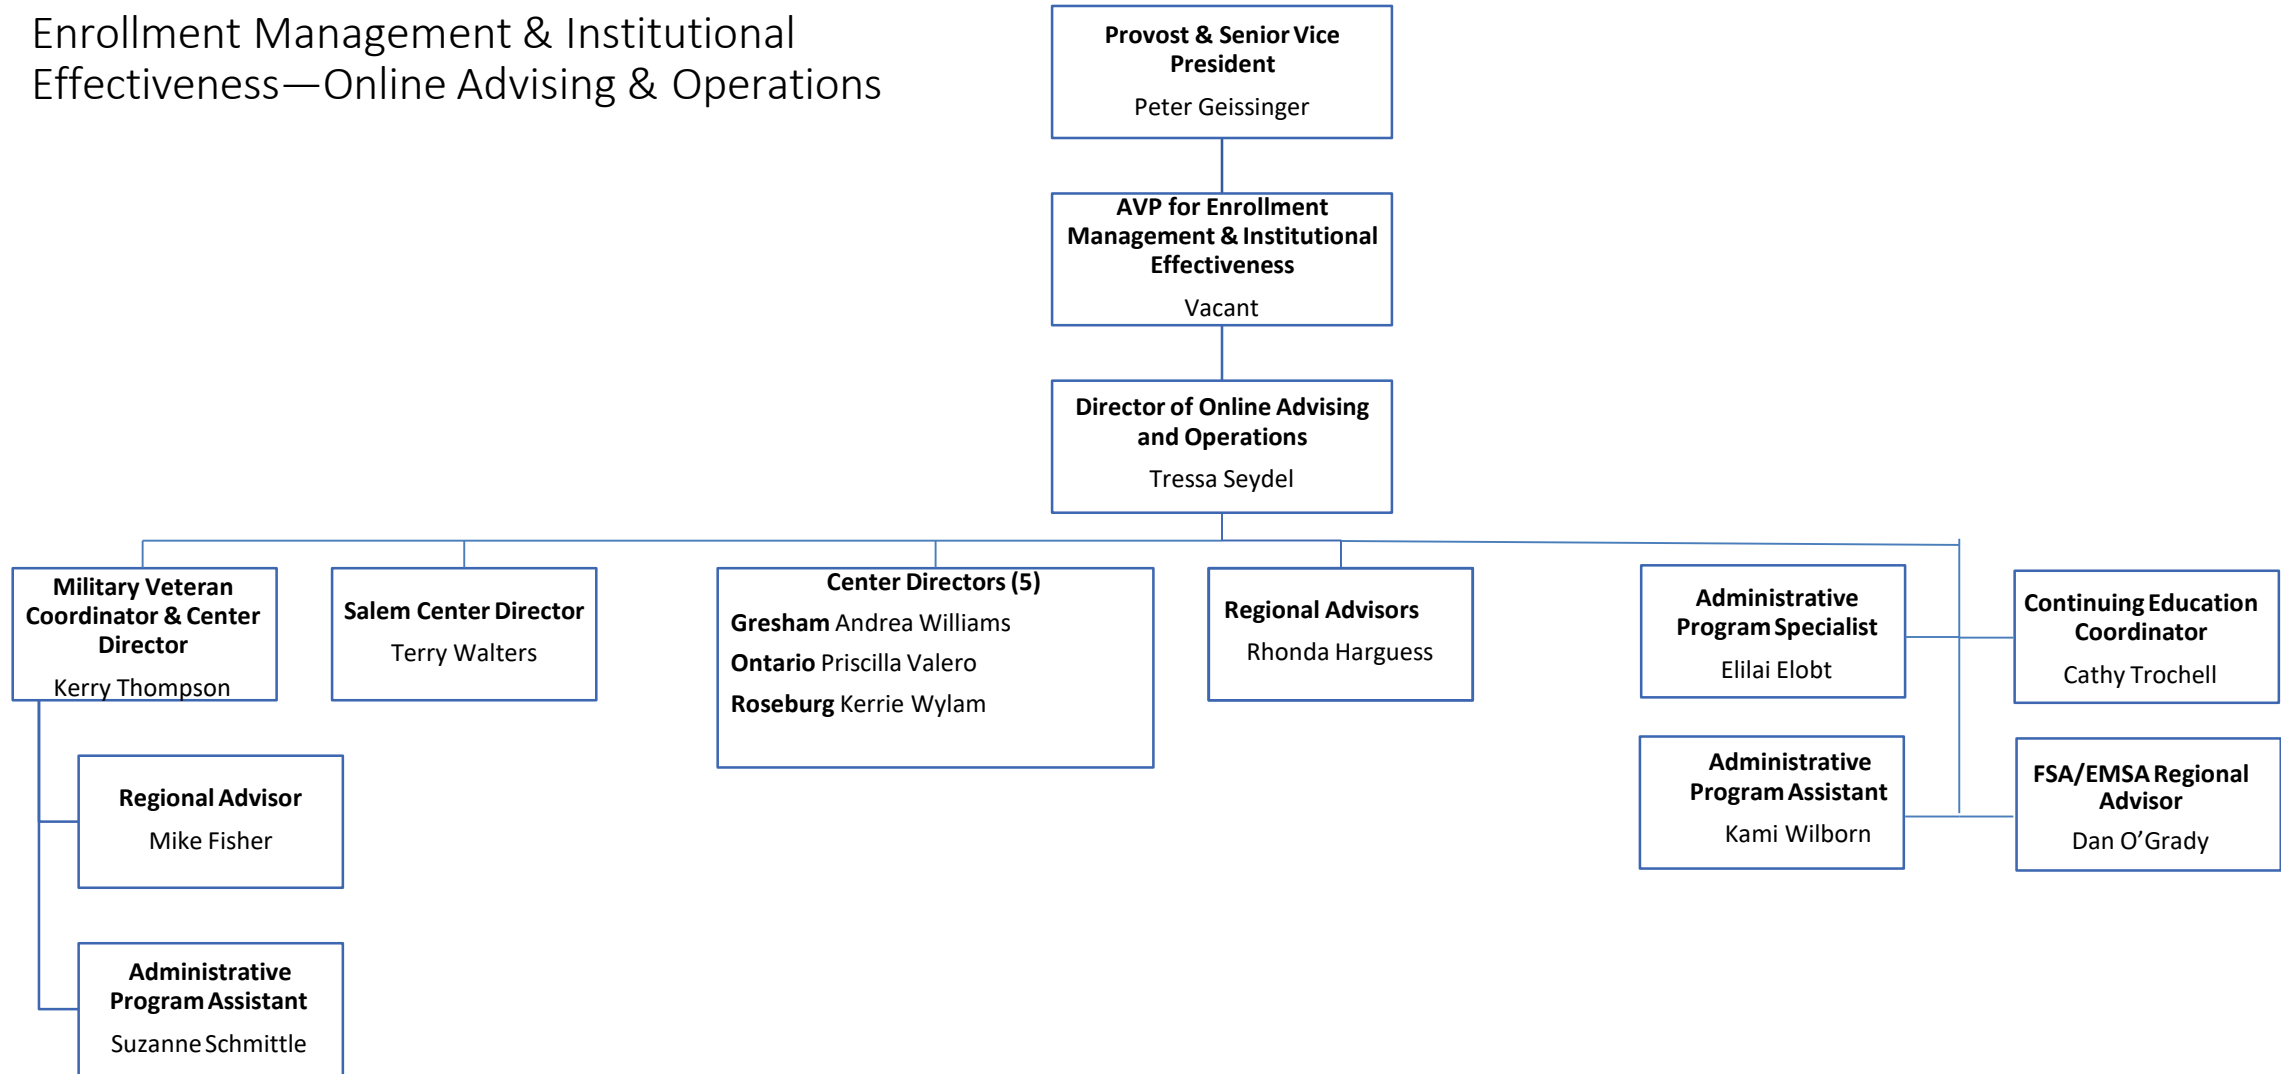 Enrollment Management & Institutional
Effectiveness—Online Advising & Operations
Provost & Senior Vice
President
Peter Geissinger
AVP for Enrollment
Management & Institutional
Effectiveness
Vacant
Director of Online Advising
and Operations
Tressa Seydel
Military Veteran
Coordinator & Center
Director
Kerry Thompson
Salem Center Director
Terry Walters
Center Directors (5)
Gresham Andrea Williams
Ontario Priscilla Valero
Roseburg Kerrie Wylam
Regional Advisors
Rhonda Harguess
Administrative
Program Specialist
Elilai Elobt
Continuing Education
Coordinator
Cathy Trochell
Administrative
Program Assistant
Kami Wilborn
FSA/EMSA Regional
Advisor
Dan O’Grady
Regional Advisor
Mike Fisher
Administrative
Program Assistant
Suzanne Schmittle